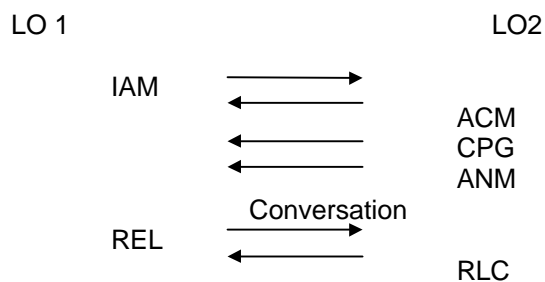 LO 1 LO2
IAM
ACM
CPG
ANM
Conversation
REL
RLC